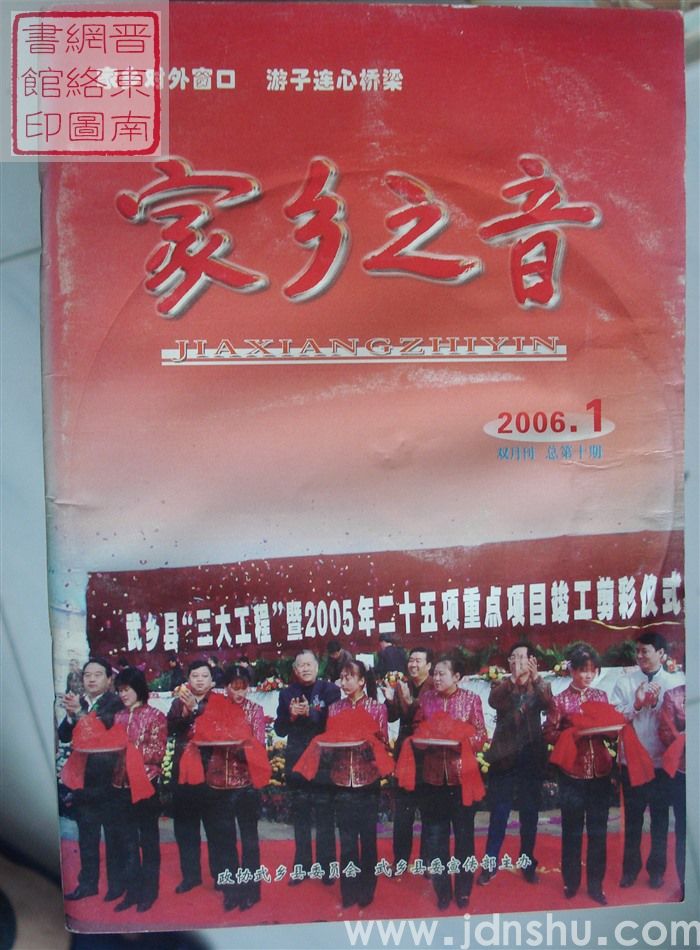 晋东南
網絡圖
書館印
对外窗口 游子连心桥梁
家乡之音
JIAXIANGZHIYIN
2006.1
双月刊 总第十期
武乡县“三大工程”暨2005年二十五项重点项目竣工剪彩仪式
政协武乡县委员会 武乡县委宣传部主办
www.jdnshu.com